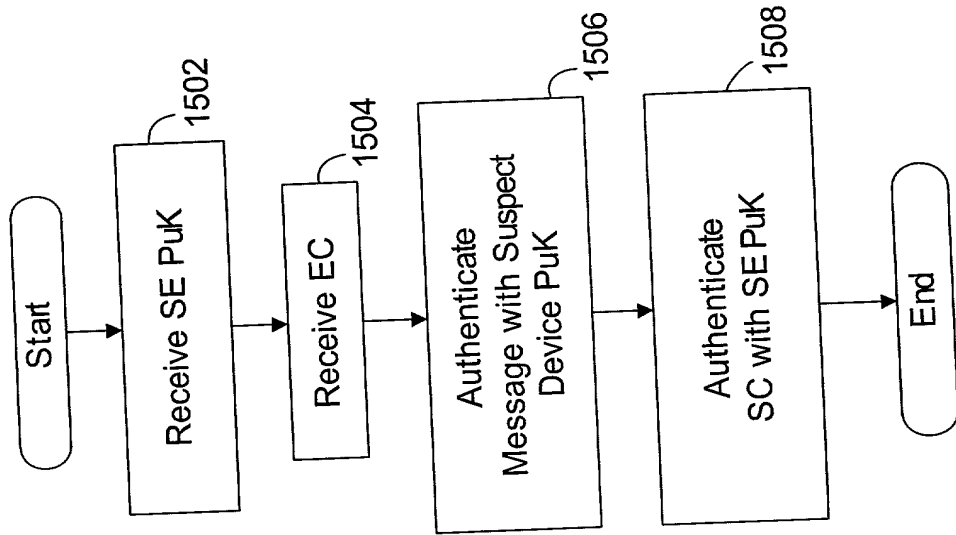 Start
1502
Receive SE PuK
1504
Receive EC
1506
Authenticate
Message with Suspect
Device PuK
1508
Authenticate
SC with SE PuK
End